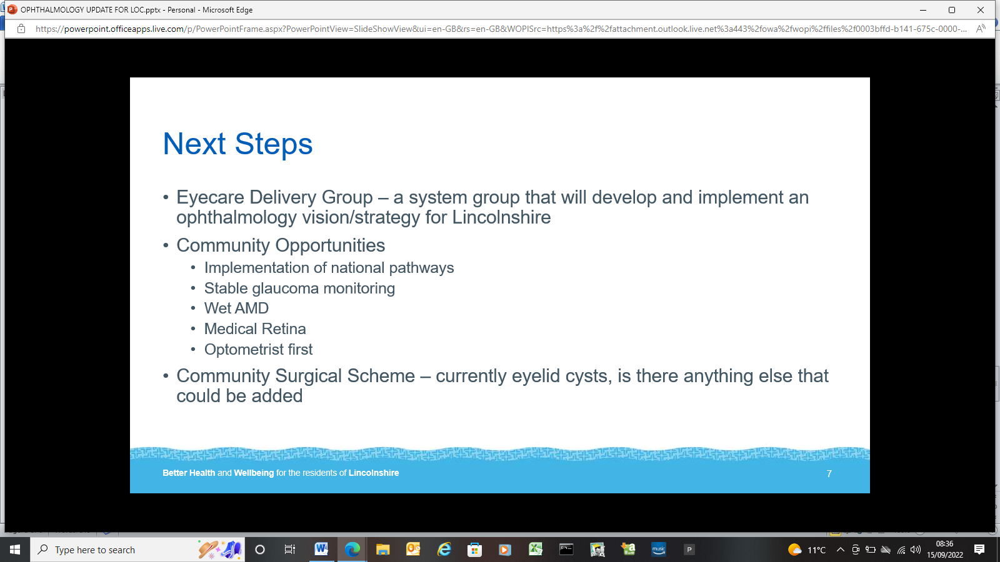 OPHTHALMOLOGY UPDATE FOR LOC.pptx - Personal - Microsoft Edge
https://powerpoint.officeapps.live.com/p/PowerPointFrame.aspx?PowerPointView=SlideShowView&ui=en-GB&rs=en-GB&WOPISrc=https%3a%2f%2fattachment.outlook.live.net%3a443%2fowa%2fwopi%2ffiles%2f0003bffd-b141-675c-0000-...
Next Steps
• Eyecare Delivery Group – a system group that will develop and implement an
ophthalmology vision/strategy for Lincolnshire
• Community Opportunities
• Implementation of national pathways
• Stable glaucoma monitoring
• Wet AMD
• Medical Retina
• Optometrist first
• Community Surgical Scheme – currently eyelid cysts, is there anything else that
could be added
Better Health and Wellbeing for the residents of Lincolnshire
7
Type here to search
music
P
11°C
08:36
15/09/2022